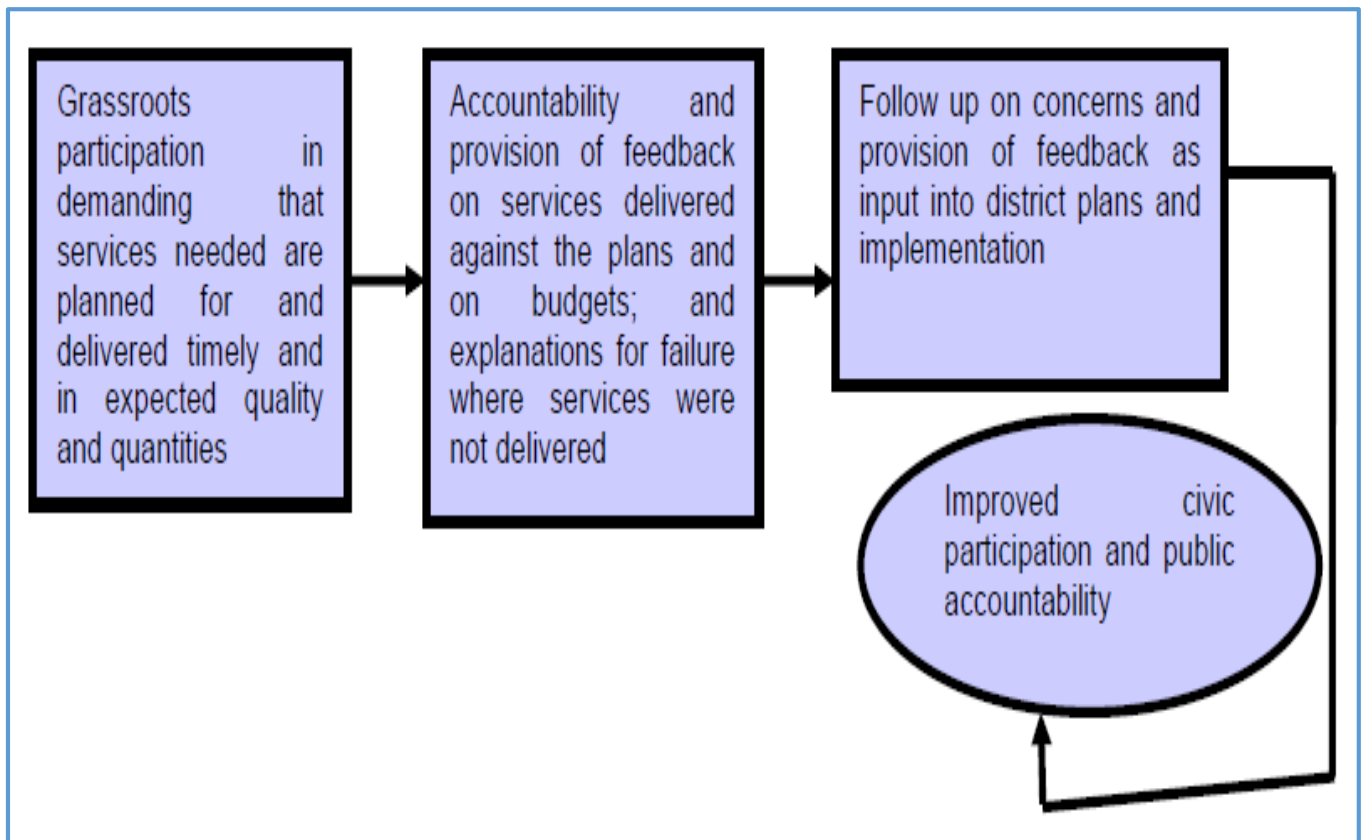 Grassroots
participation in
demanding that
services needed are
planned for and
delivered timely and
in expected quality
and quantities
Accountability and
provision of feedback
on services delivered
against the plans and
on budgets; and
explanations for failure
where services were
not delivered
Follow up on concerns and
provision of feedback as
input into district plans and
implementation
Improved civic
participation and public
accountability